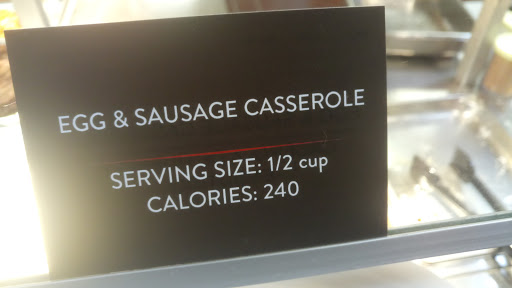 EGG & SAUSAGE CASSEROLE
SERVING SIZE: 1/2 cup
CALORIES: 240